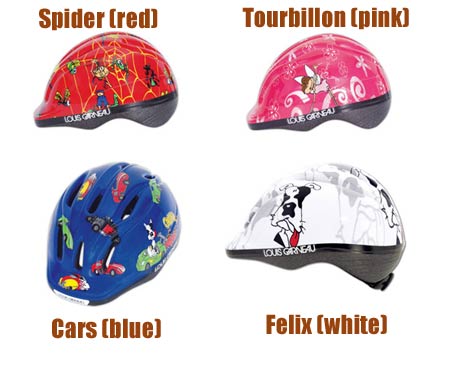 Spider (red)
Tourbillon (pink)
LOUIS GARNEAU
LOUIS GARNEAU
LOUIS GARNEAU
Cars (blue)
Felix (white)